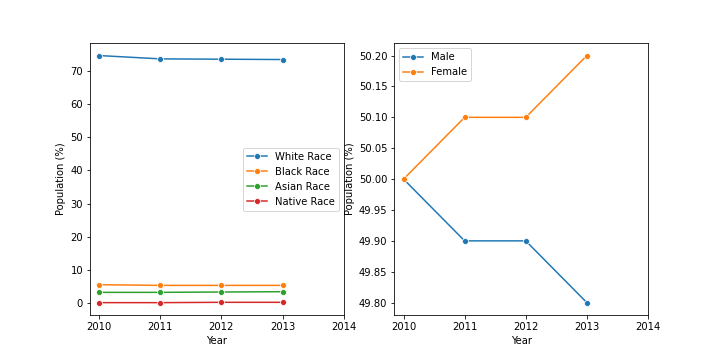 70
60
50
40
30
20
10
0
Population (%)
2010 2011 2012 2013 2014
Year
White Race
Black Race
Asian Race
Native Race
50.20
50.15
50.10
50.05
50.00
49.95
49.90
49.85
49.80
Population (%)
2010 2011 2012 2013 2014
Year
Male
Female